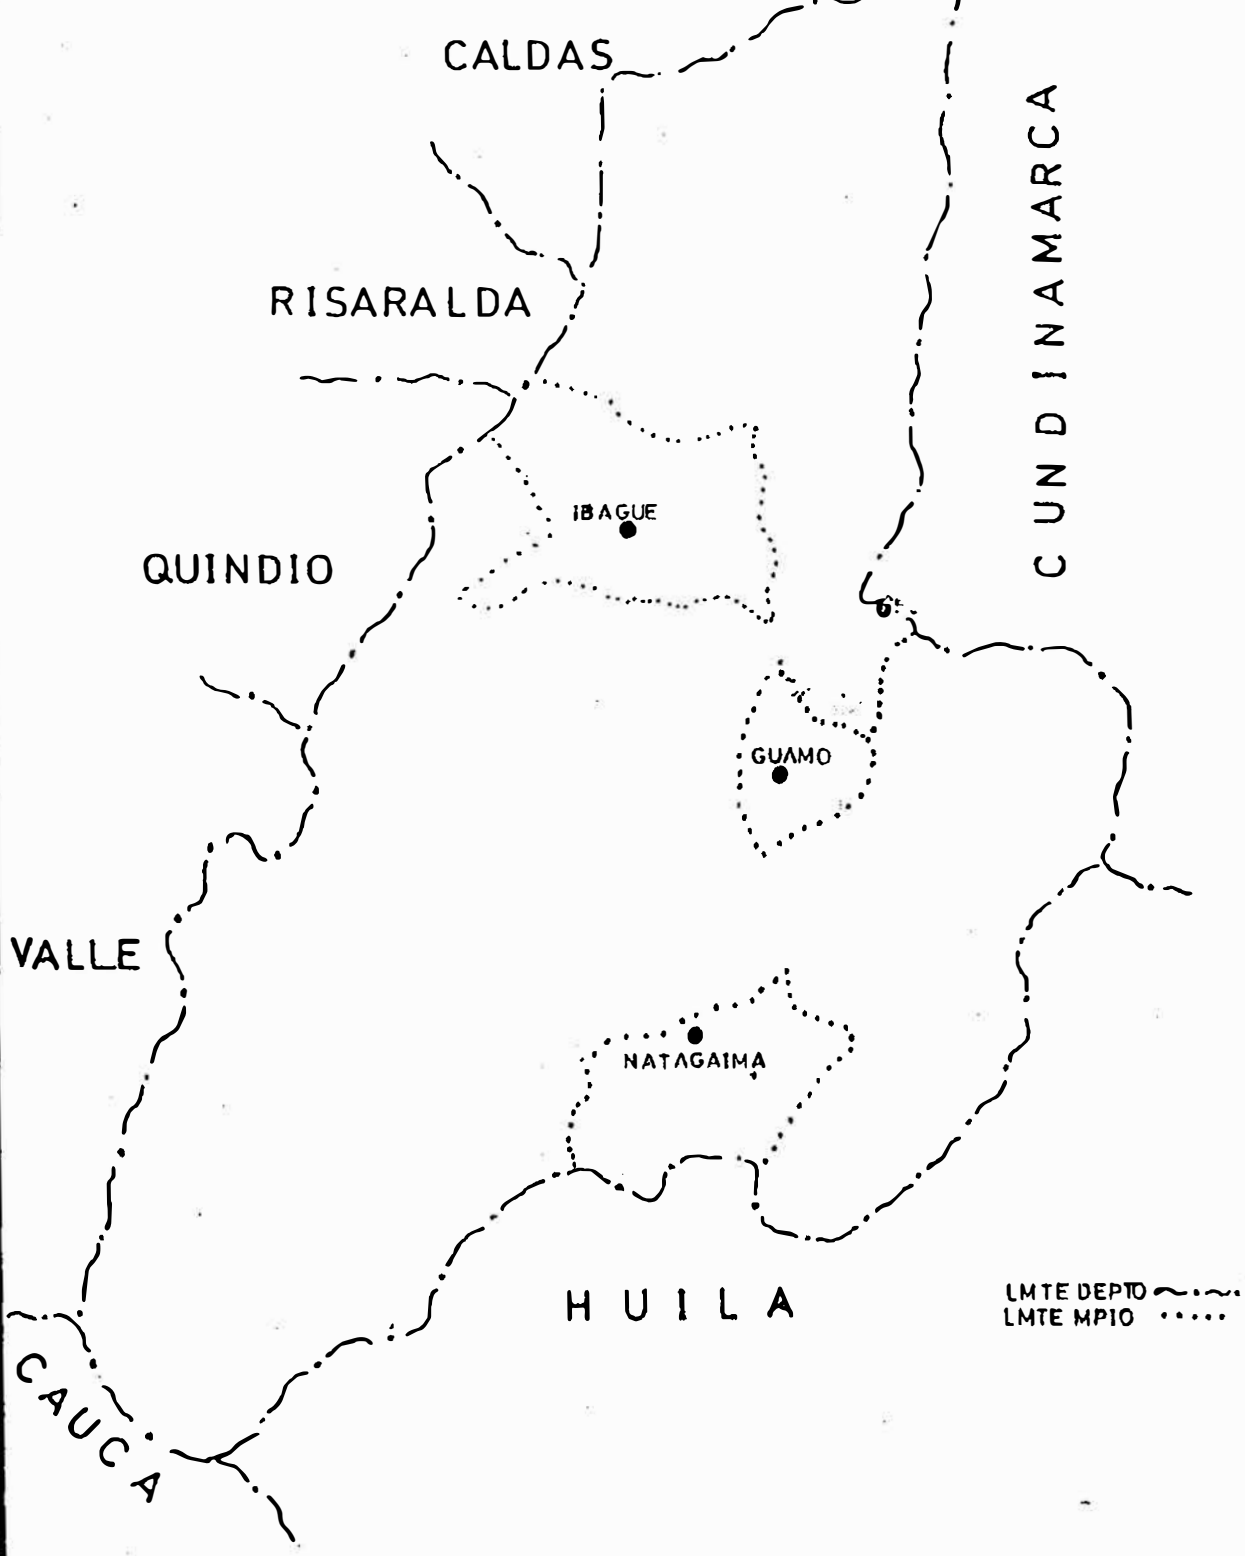 CALDAS
CUNDINAMARCA
RISARALDA
IBAGUE
QUINDIO
GUAMO
VALLE
NATAGAIMA
HUILA
LMTE DEPTO
LMTE MPIO
CAUCA